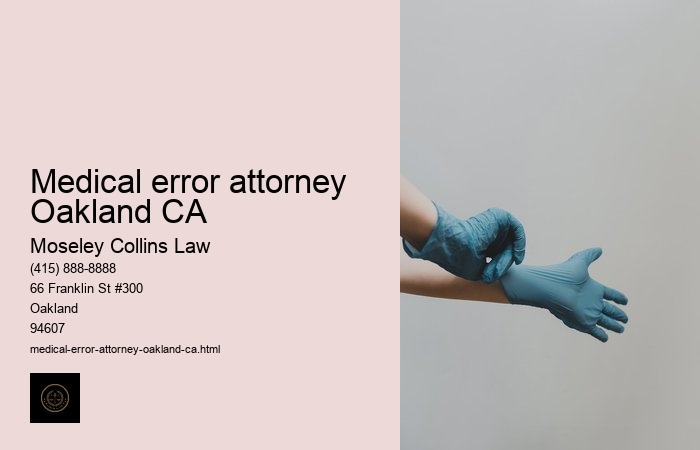 Medical error attorney
Oakland CA
Moseley Collins Law
(415) 888-8888
66 Franklin St #300
Oakland
94607
medical-error-attorney-oakland-ca.html